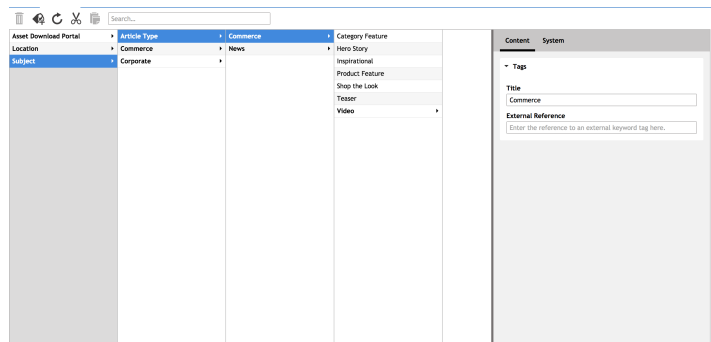 Search...
Asset Download Portal
Location
Subject
Article Type
Commerce
Corporate
Commerce
News
Category Feature
Hero Story
Inspirational
Product Feature
Shop the Look
Teaser
Video
Content System
Tags
Title
Commerce
External Reference
Enter the reference to an external keyword tag here.